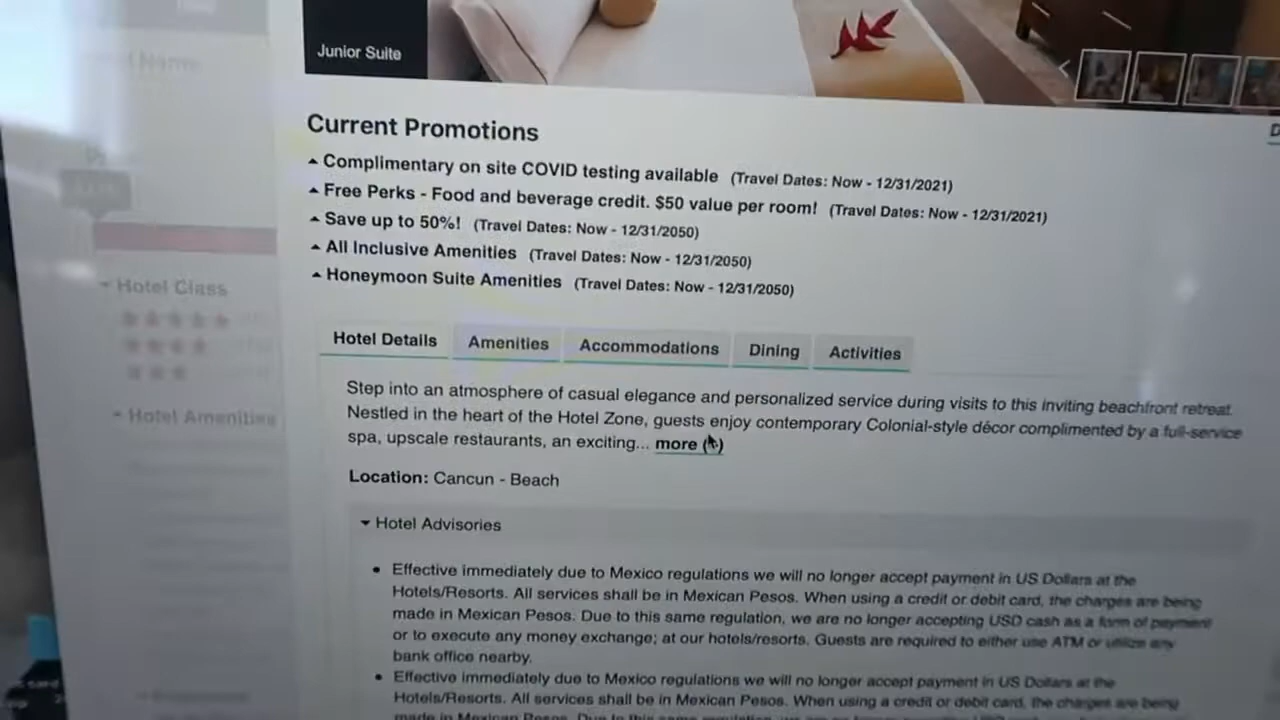 Junior Suite
Current Promotions
Complimentary on site COVID testing available (Travel Dates: Now - 12/31/2021)
Free Perks - Food and beverage credit. $50 value per room! (Travel Dates: Now - 12/31/2021)
Save up to 50%! (Travel Dates: Now - 12/31/2050)
All Inclusive Amenities (Travel Dates: Now - 12/31/2050)
Honeymoon Suite Amenities (Travel Dates: Now - 12/31/2050)
Hotel Class
Hotel Amenities
Hotel Details Amenities Accommodations Dining Activities
Step into an atmosphere of casual elegance and personalized service during visits to this inviting beachfront retreat.
Nestled in the heart of the Hotel Zone, guests enjoy contemporary Colonial-style décor complimented by a full-service
spa, upscale restaurants, an exciting... more
Location: Cancun - Beach
Hotel Advisories
• Effective immediately due to Mexico regulations we will no longer accept payment in US Dollars at the
Hotels/Resorts. All services shall be in Mexican Pesos. When using a credit or debit card, the charges are being
made in Mexican Pesos. Due to this same regulation, we are no longer accepting USD cash as a form of payment
or to execute any money exchange; at our hotels/resorts. Guests are required to either use ATM or utilize any
bank office nearby.
• Effective immediately due to Mexico regulations we will no longer accept payment in US Dollars at the
Hotels/Resorts. All services shall be in Mexican Pesos. When using a credit or debit card, the charges are being
made in Mexican Pesos. Due to this same regulation,